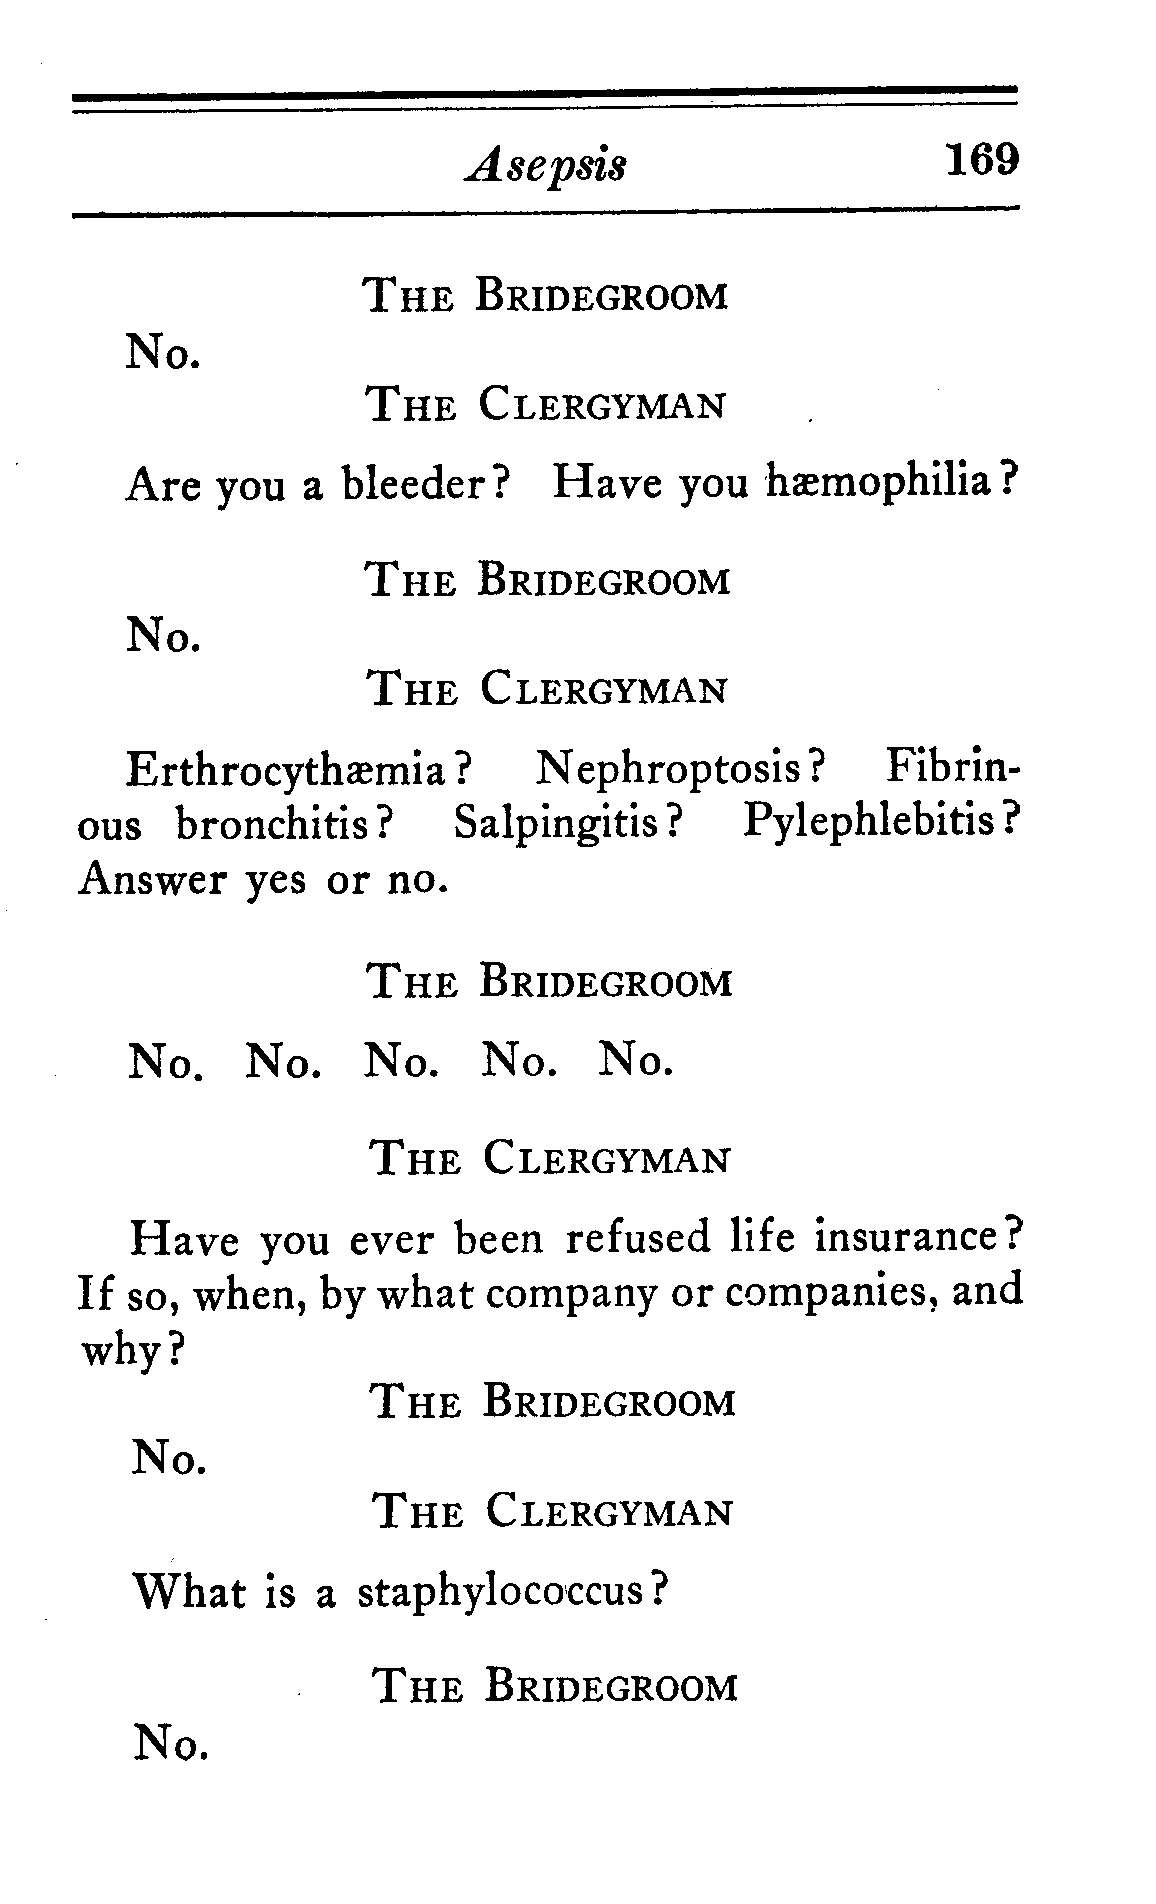 Asepsis 169
THE BRIDEGROOM
No.
THE CLERGYMAN
Are you a bleeder? Have you hæmophilia?
THE BRIDEGROOM
No.
THE CLERGYMAN
Erthrocythæmia? Nephroptosis? Fibrin-
ous bronchitis? Salpingitis? Pylephlebitis?
Answer yes or no.
THE BRIDEGROOM
No. No. No. No. No.
THE CLERGYMAN
Have you ever been refused life insurance?
If so, when, by what company or companies, and
why?
THE BRIDEGROOM
No.
THE CLERGYMAN
What is a staphylococcus?
THE BRIDEGROOM
No.